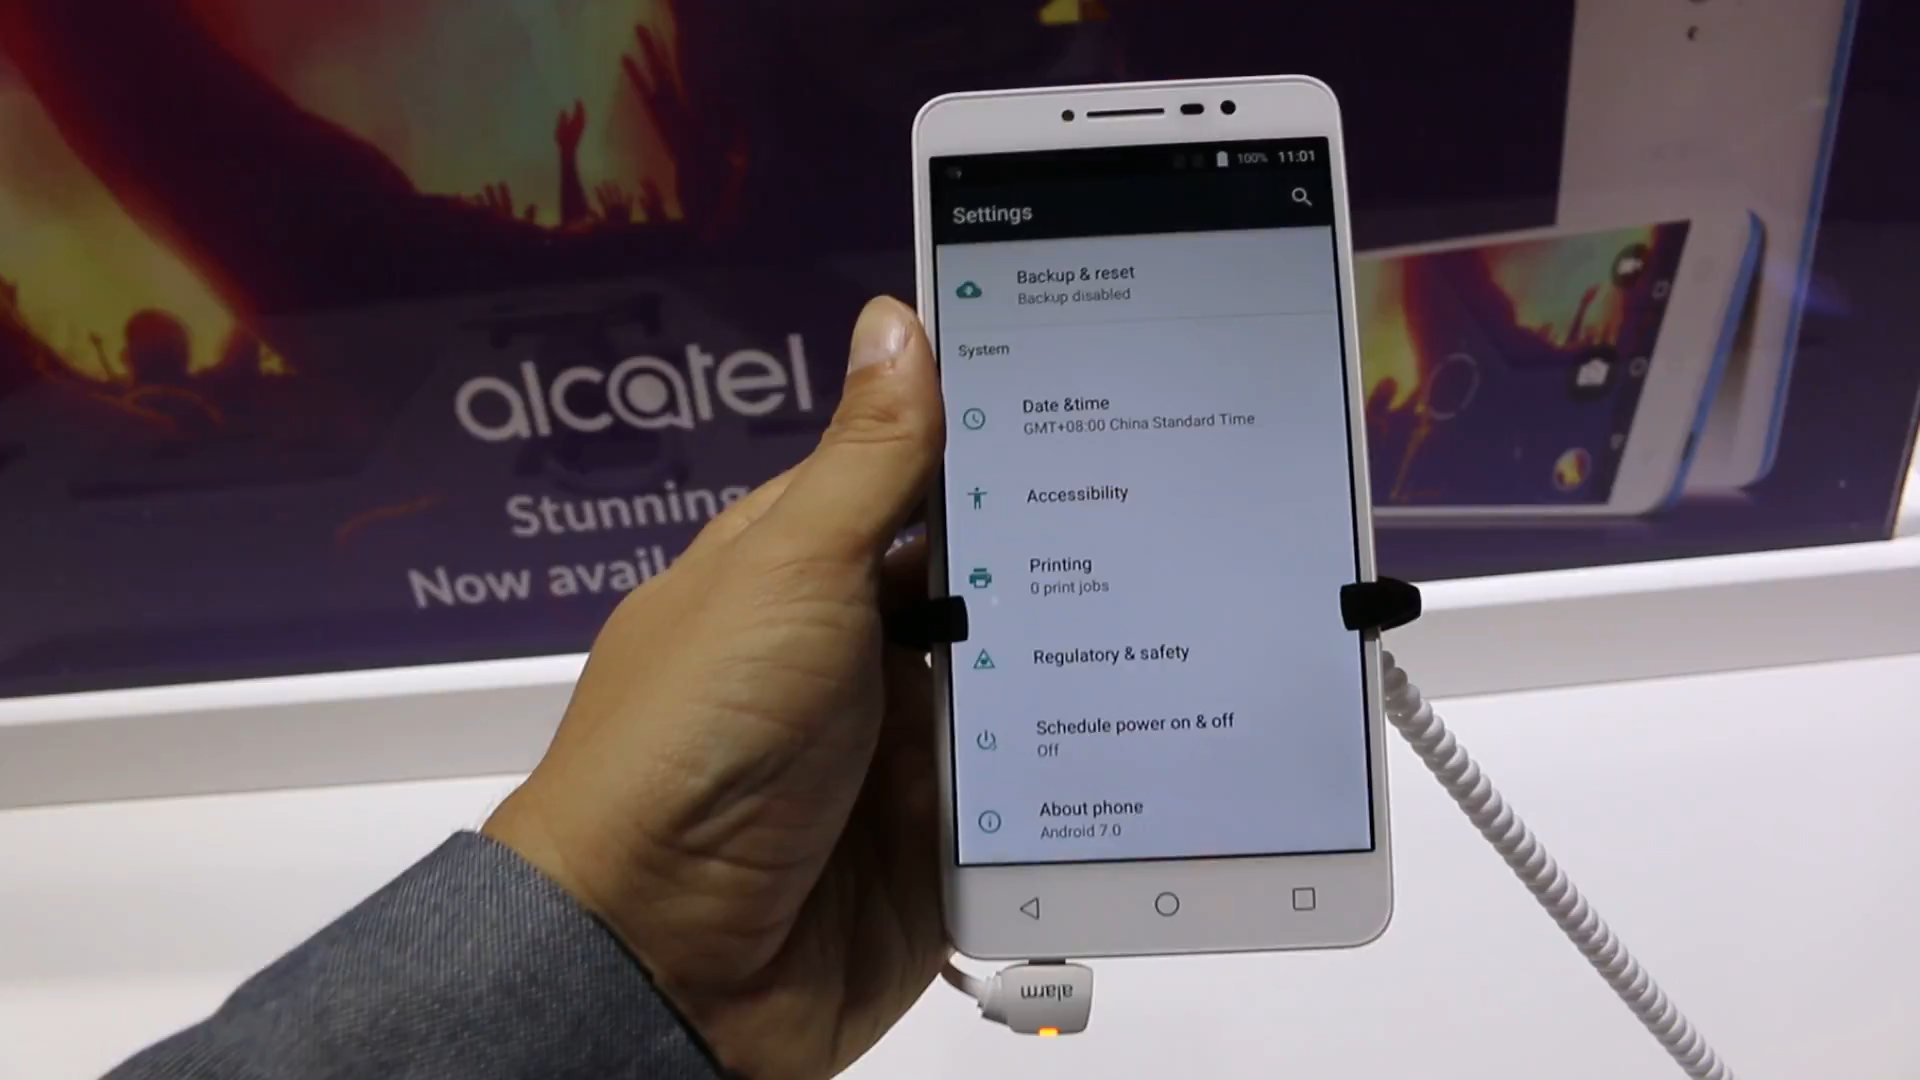 alcatel
Stunning
Now
100% 11:01
Settings
Backup & reset
Backup disabled
System
Date &time
GMT+08:00 China Standard Time
Accessibility
Printing
0 print jobs
Regulatory & safety
Schedule power on & off
Off
About phone
Android 7.0
alarm